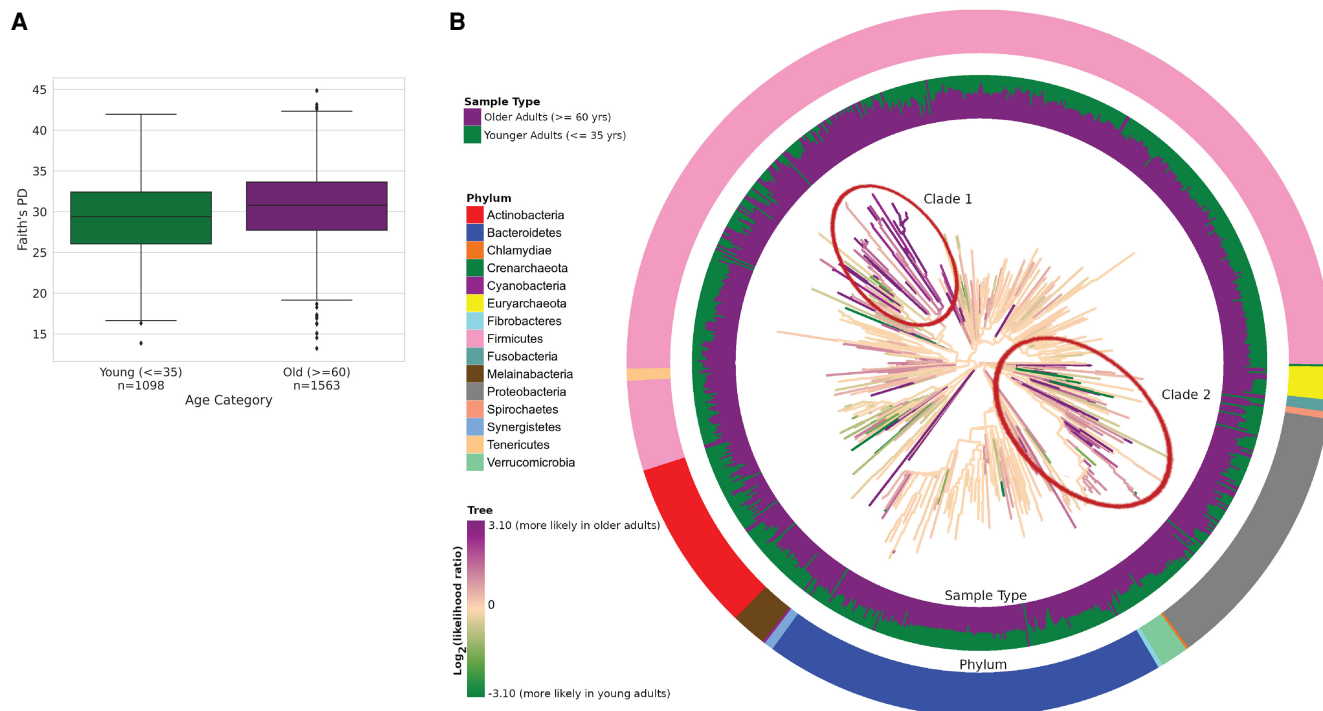 A
45
40
35
30
25
20
15
Faith's PD
Young (<=35)
n=1098
Old (>=60)
n=1563
Age Category
B
Sample Type
Older Adults (>= 60 yrs)
Younger Adults (<= 35 yrs)
Phylum
Actinobacteria
Bacteroidetes
Chlamydiae
Crenarchaeota
Cyanobacteria
Euryarchaeota
Fibrobacteres
Firmicutes
Fusobacteria
Melainabacteria
Proteobacteria
Spirochaetes
Synergistetes
Tenericutes
Verrucomicrobia
Tree
Log2(likelihood ratio)
3.10 (more likely in older adults)
0
-3.10 (more likely in young adults)
Clade 1
Clade 2
Sample Type
Phylum